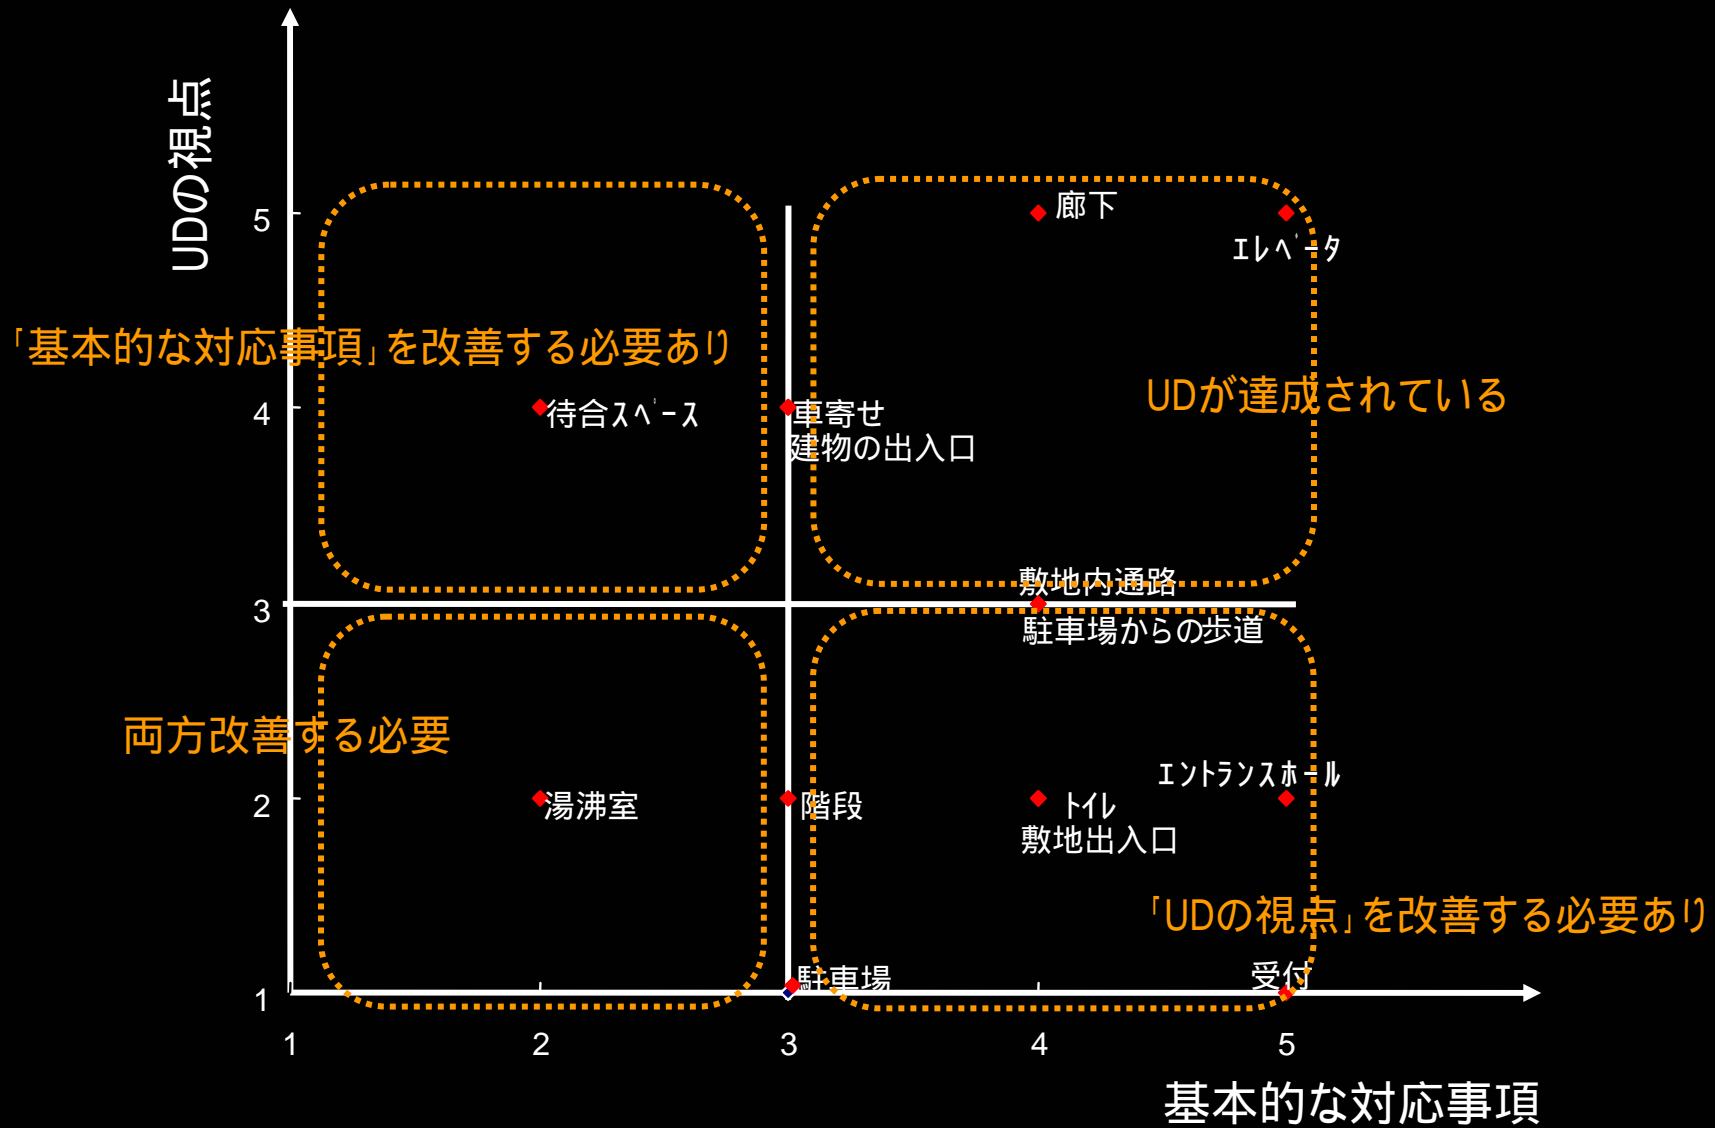 UDの視点
5
廊下
ｴﾚﾍﾞｰﾀ
「基本的な対応事項」を改善する必要あり
UDが達成されている
4
待合ｽﾍﾟｰｽ
車寄せ
建物の出入口
敷地内通路
3
駐車場からの歩道
両方改善する必要
ｴﾝﾄﾗﾝｽﾎｰﾙ
2
湯沸室
階段
ﾄｲﾚ
敷地出入口
「UDの視点」を改善する必要あり
駐車場
受付
1
1 2 3 4 5
基本的な対応事項